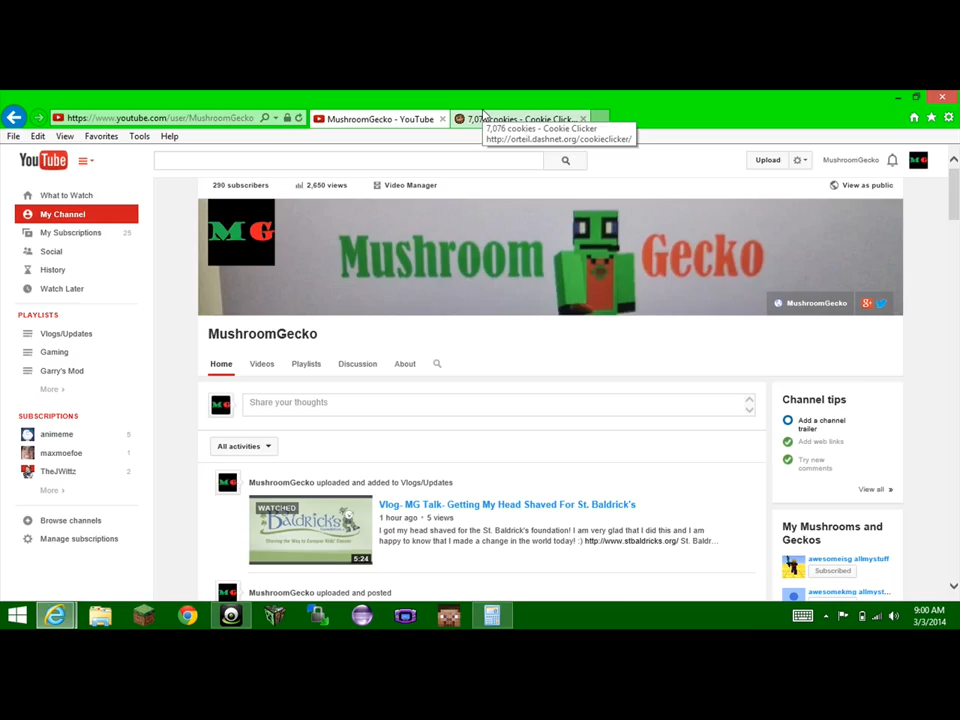 https://www.youtube.com/user/MushroomGecko
MushroomGecko - YouTube
7,076 cookies - Cookie Click...
7,076 cookies - Cookie Clicker
http://orteil.dashnet.org/cookieclicker/
File Edit View Favorites Tools Help
YouTube
Upload
MushroomGecko
290 subscribers
2,650 views
Video Manager
View as public
What to Watch
My Channel
My Subscriptions 25
Social
History
Watch Later
PLAYLISTS
Vlogs/Updates
Gaming
Garry's Mod
More ›
SUBSCRIPTIONS
animeme 5
maxmoefoe 1
TheJWittz 2
More ›
Browse channels
Manage subscriptions
M G
Mushroom Gecko
MushroomGecko
MushroomGecko
Home Videos Playlists Discussion About
MG
Share your thoughts
All activities
MG
MushroomGecko uploaded and added to Vlogs/Updates
WATCHED
BALDRICK'S
5:24
Vlog- MG Talk- Getting My Head Shaved For St. Baldrick's
1 hour ago • 5 views
I got my head shaved for the St. Baldrick's foundation! I am very glad that I did this and I am
happy to know that I made a change in the world today! :) http://www.stbaldricks.org/ St. Baldr...
MG
MushroomGecko uploaded and posted
Channel tips
Add a channel
trailer
Add web links
Try new
comments
View all ›
My Mushrooms and
Geckos
awesomeisg allmystuff
Subscribed
awesomekmg allmyst...
9:00 AM
3/3/2014